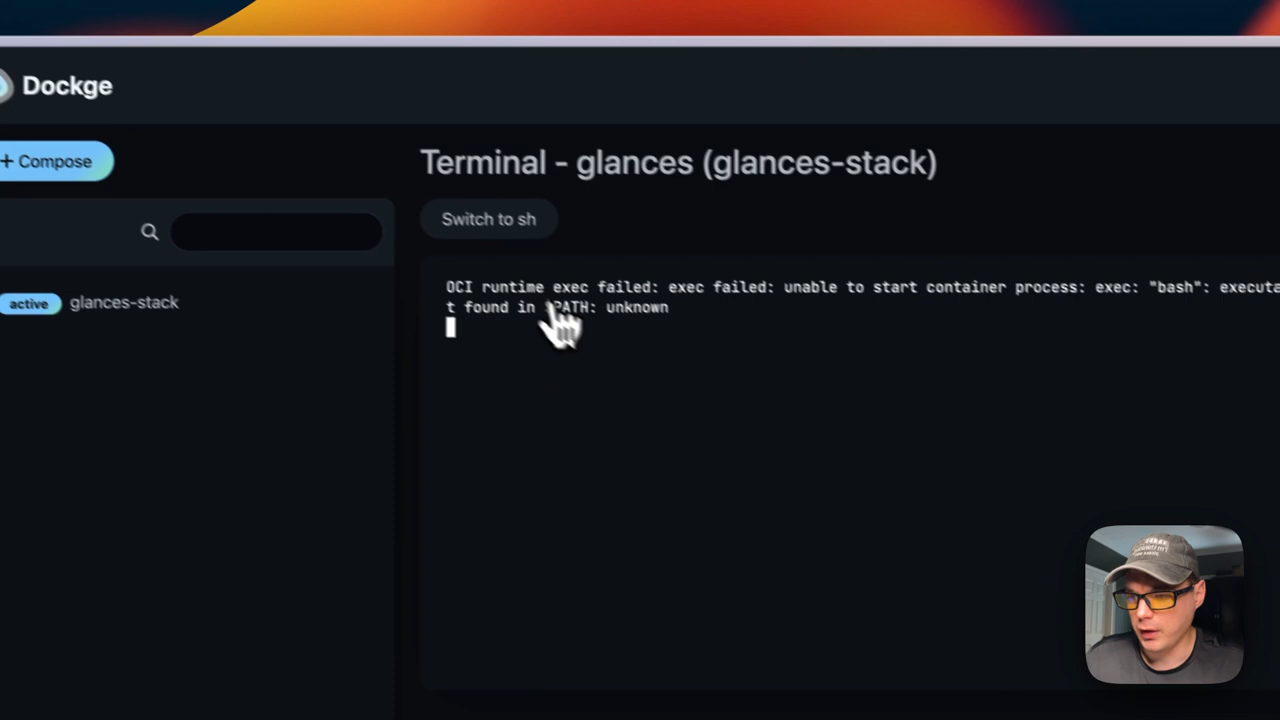 Dockge
+ Compose
Terminal - glances (glances-stack)
Switch to sh
active glances-stack
OCI runtime exec failed: exec failed: unable to start container process: exec: "bash": executa
t found in $PATH: unknown